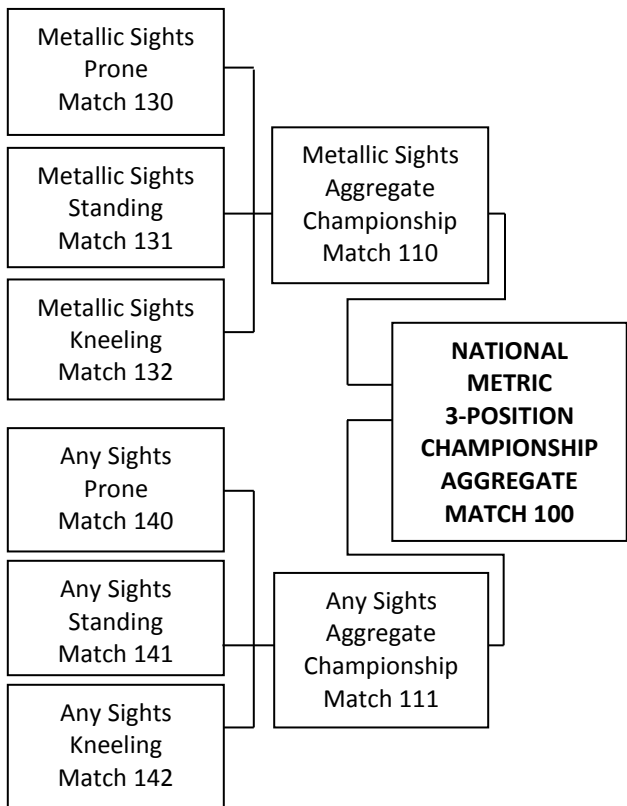 Metallic Sights
Prone
Match 130
Metallic Sights
Standing
Match 131
Metallic Sights
Kneeling
Match 132
Metallic Sights
Aggregate
Championship
Match 110
NATIONAL
METRIC
3-POSITION
CHAMPIONSHIP
AGGREGATE
MATCH 100
Any Sights
Prone
Match 140
Any Sights
Standing
Match 141
Any Sights
Kneeling
Match 142
Any Sights
Aggregate
Championship
Match 111